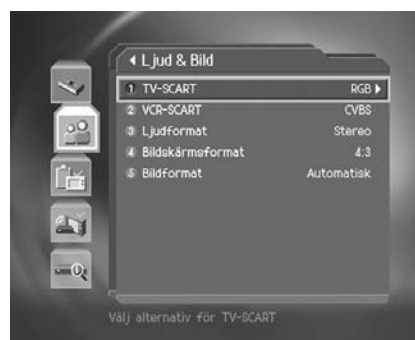 Ljud & Bild
1 TV-SCART RGB
2 VCR-SCART CVBS
3 Ljudformat Stereo
4 Bildskärmsformat 4:3
5 Bildformat Automatisk
Välj alternativ för TV-SCART